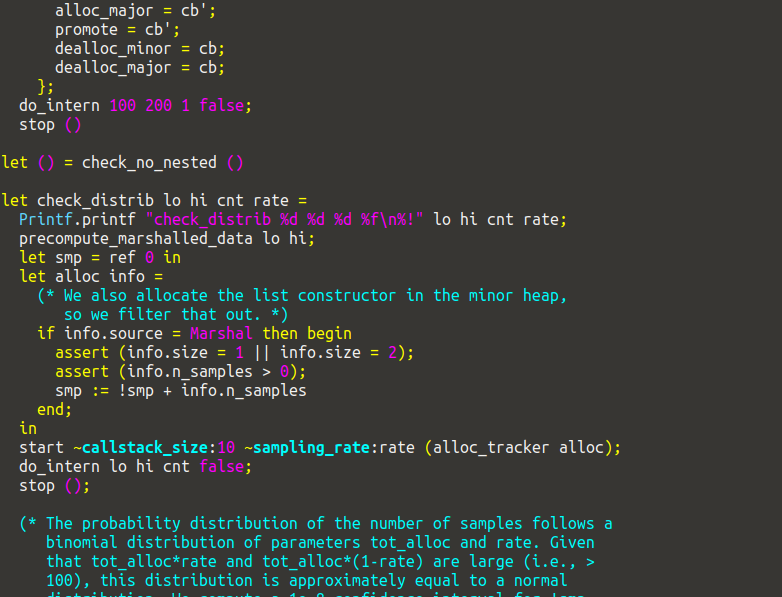 alloc_major = cb';
promote = cb';
dealloc_minor = cb;
dealloc_major = cb;
};
do_intern 100 200 1 false;
stop ()
let () = check_no_nested ()
let check_distrib lo hi cnt rate =
Printf.printf "check_distrib %d %d %d %f\n%!" lo hi cnt rate;
precompute_marshalled_data lo hi;
let smp = ref 0 in
let alloc info =
(* We also allocate the list constructor in the minor heap,
so we filter that out. *)
if info.source = Marshal then begin
assert (info.size = 1 || info.size = 2);
assert (info.n_samples > 0);
smp := !smp + info.n_samples
end;
in
start ~callstack_size:10 ~sampling_rate:rate (alloc_tracker alloc);
do_intern lo hi cnt false;
stop ();
(* The probability distribution of the number of samples follows a
binomial distribution of parameters tot_alloc and rate. Given
that tot_alloc*rate and tot_alloc*(1-rate) are large (i.e., >
100), this distribution is approximately equal to a normal